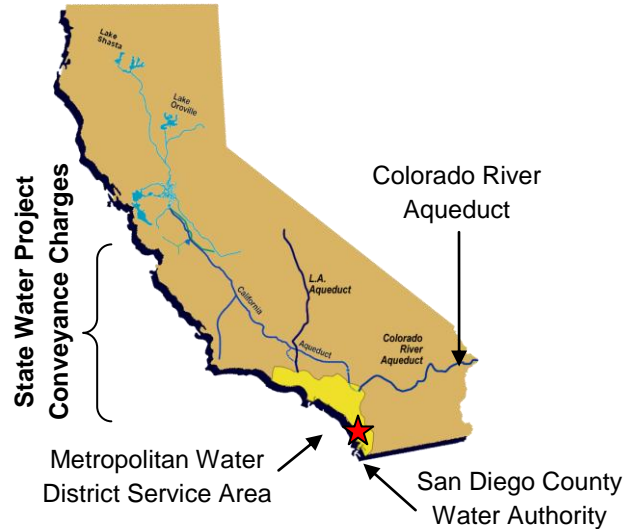 Lake
Shasta
Lake
Oroville
State Water Project
Conveyance Charges
Colorado River
Aqueduct
L.A.
Aqueduct
California
Aqueduct
Colorado
River
Aqueduct
Metropolitan Water
District Service Area
San Diego County
Water Authority